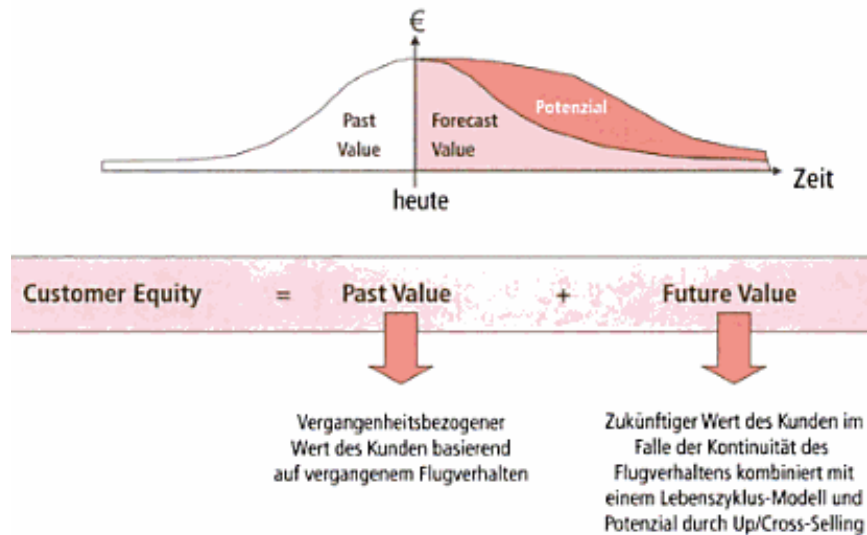 €
Potenzial
Past
Value
Forecast
Value
Zeit
heute
Customer Equity = Past Value + Future Value
Vergangenheitsbezogener
Wert des Kunden basierend
auf vergangenem Flugverhalten
Zukünftiger Wert des Kunden im
Falle der Kontinuität des
Flugverhaltens kombiniert mit
einem Lebenszyklus-Modell und
Potenzial durch Up/Cross-Selling